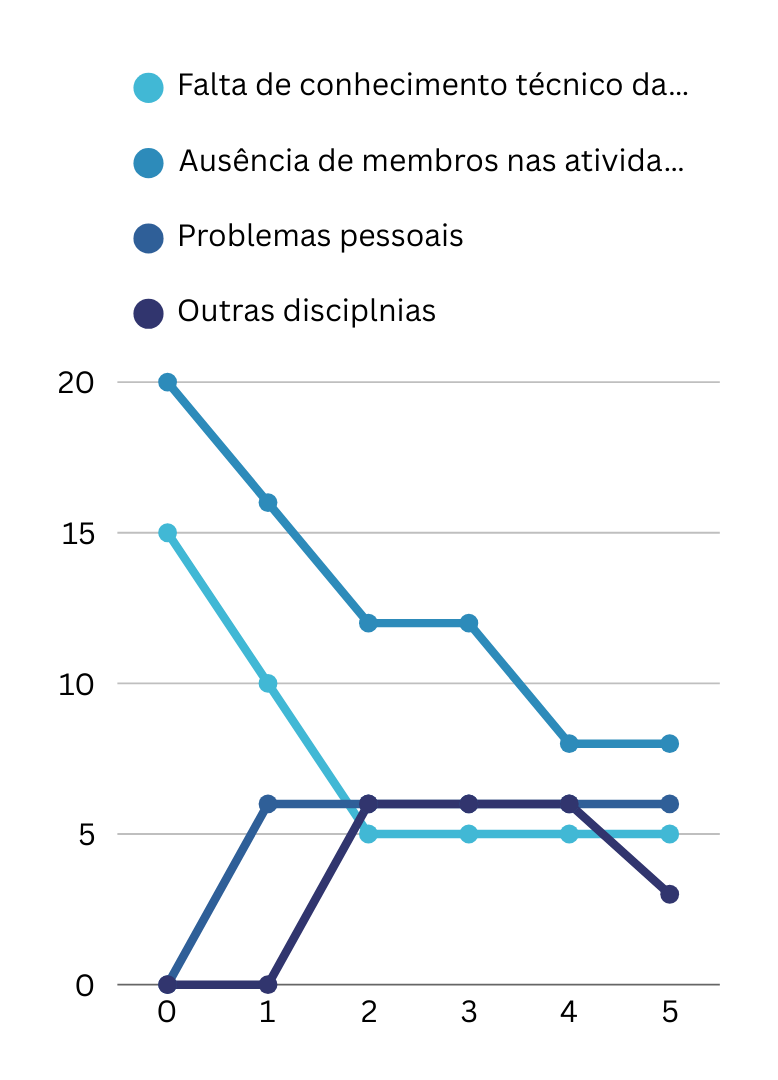 Falta de conhecimento técnico da...
Ausência de membros nas ativida...
Problemas pessoais
Outras disciplnias
20
15
10
5
0
0 1 2 3 4 5